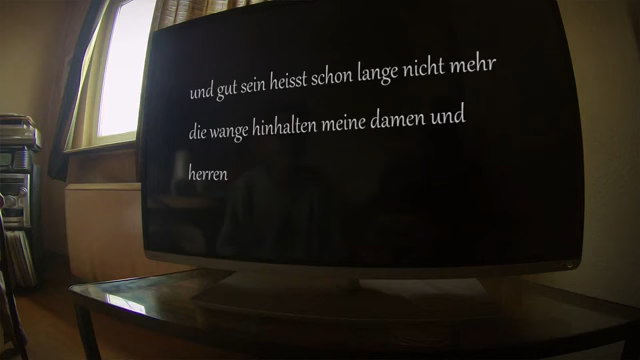 und gut sein heisst schon lange nicht mehr
die wange hinhalten meine damen und
herren